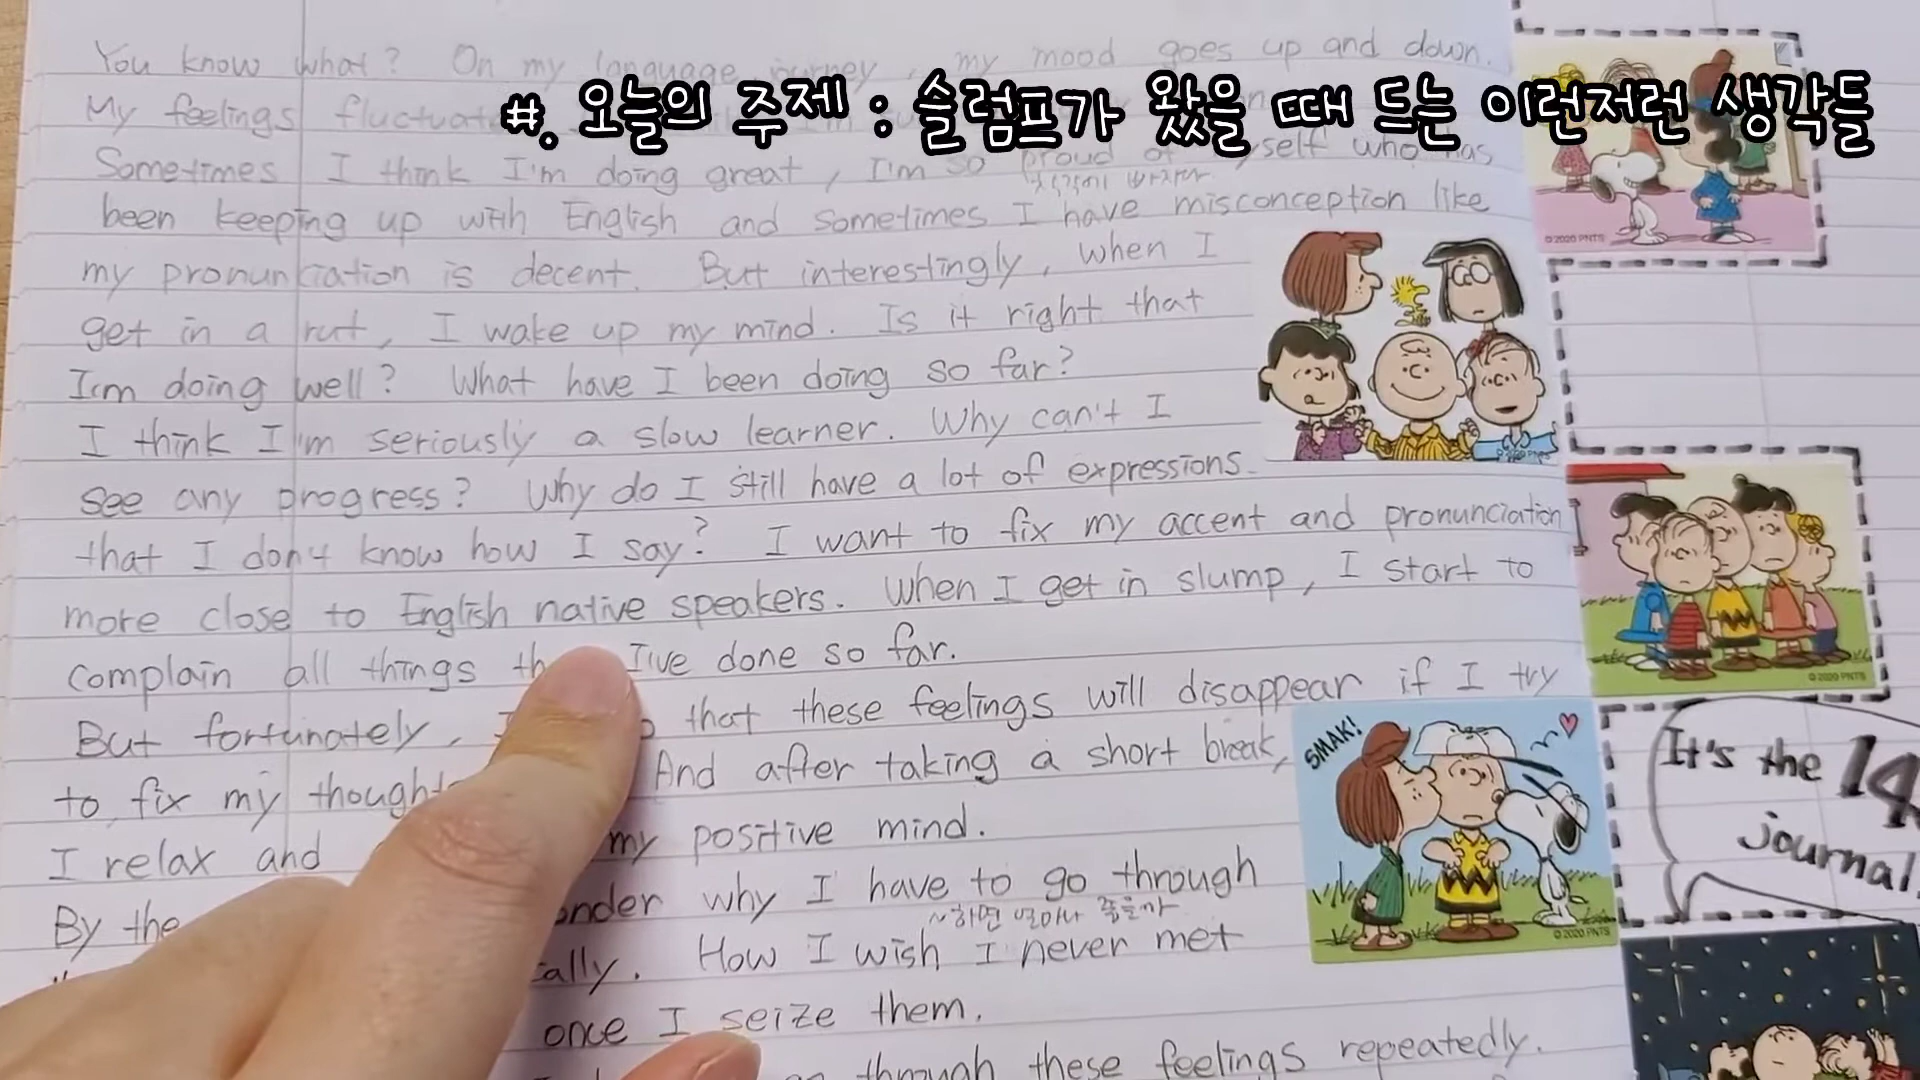 You know what? On my language journey, my mood goes up and down.
#. 오늘의 주제 : 슬럼프가 왔을 때 드는 이런저런 생각들
My feelings
Sometimes I think I'm doing great, I'm so proud of myself who has
착각에 빠지다
been keeping up with English and sometimes I have misconception like
my pronunciation is decent. But interestingly, when I
get in a rut, I wake up my mind. Is it right that
I'm doing well? What have I been doing so far?
I think I'm seriously a slow learner. Why can't I
see any progress? Why do I still have a lot of expressions
that I don't know how I say? I want to fix my accent and pronunciation
more close to English native speakers. When I get in slump, I start to
complain all things I've done so far.
But fortunately, that these feelings will disappear if I try
to fix my And after taking a short break,
I relax and my positive mind.
By the why I have to go through
~하면 얼마나 좋을까
How I wish I never met
once I seize them.
through these feelings repeatedly.
©2020 PNTS
©2020 PNTS
SMAK!
©2020 PNTS
It's the 14
journal